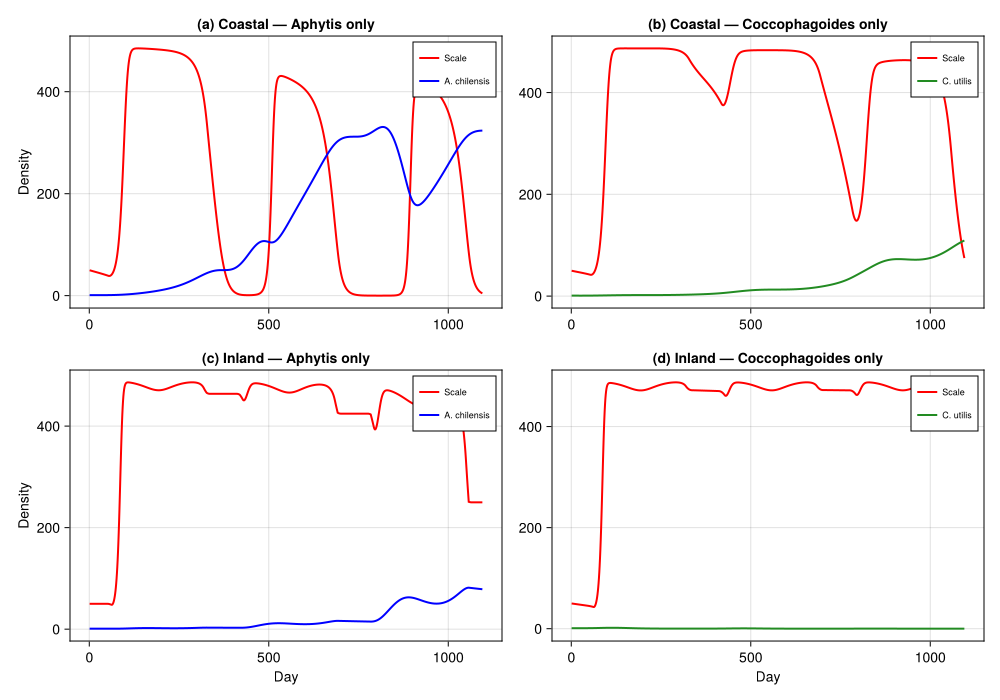 (a) Coastal — Aphytis only
Density
400
200
0
0
500
1000
Scale
A. chilensis
(b) Coastal — Coccophagoides only
400
200
0
0
500
1000
Scale
C. utilis
(c) Inland — Aphytis only
Density
400
200
0
0
500
1000
Day
Scale
A. chilensis
(d) Inland — Coccophagoides only
400
200
0
0
500
1000
Day
Scale
C. utilis